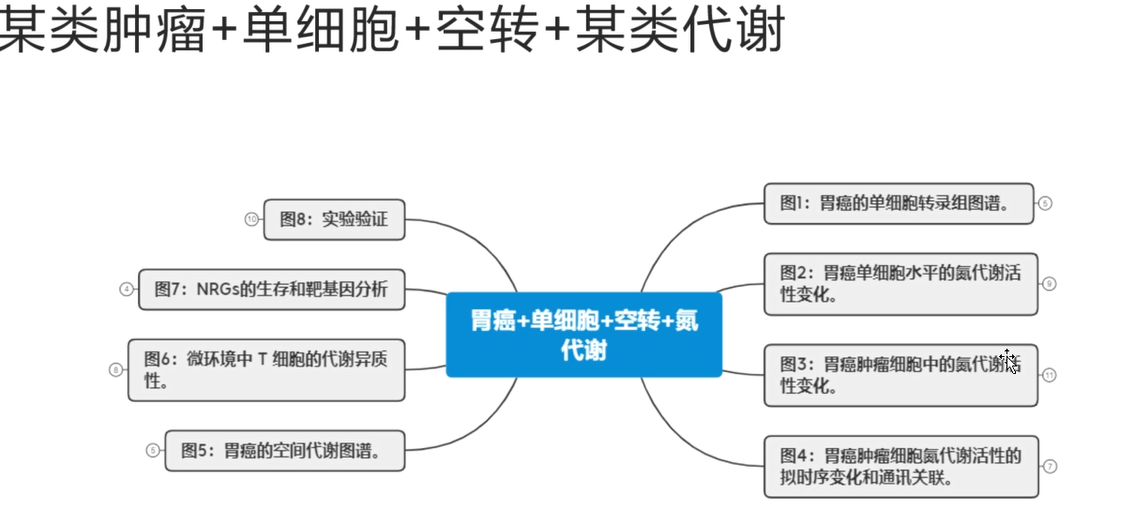 某类肿瘤+单细胞+空转+某类代谢
胃癌+单细胞+空转+氮
代谢
图1：胃癌的单细胞转录组图谱。
5
图2：胃癌单细胞水平的氮代谢活
性变化。
9
图3：胃癌肿瘤细胞中的氮代谢活
性变化。
11
图4：胃癌肿瘤细胞氮代谢活性的
拟时序变化和通讯关联。
7
图5：胃癌的空间代谢图谱。
5
图6：微环境中 T 细胞的代谢异质
性。
8
图7：NRGs的生存和靶基因分析
4
图8：实验验证
10